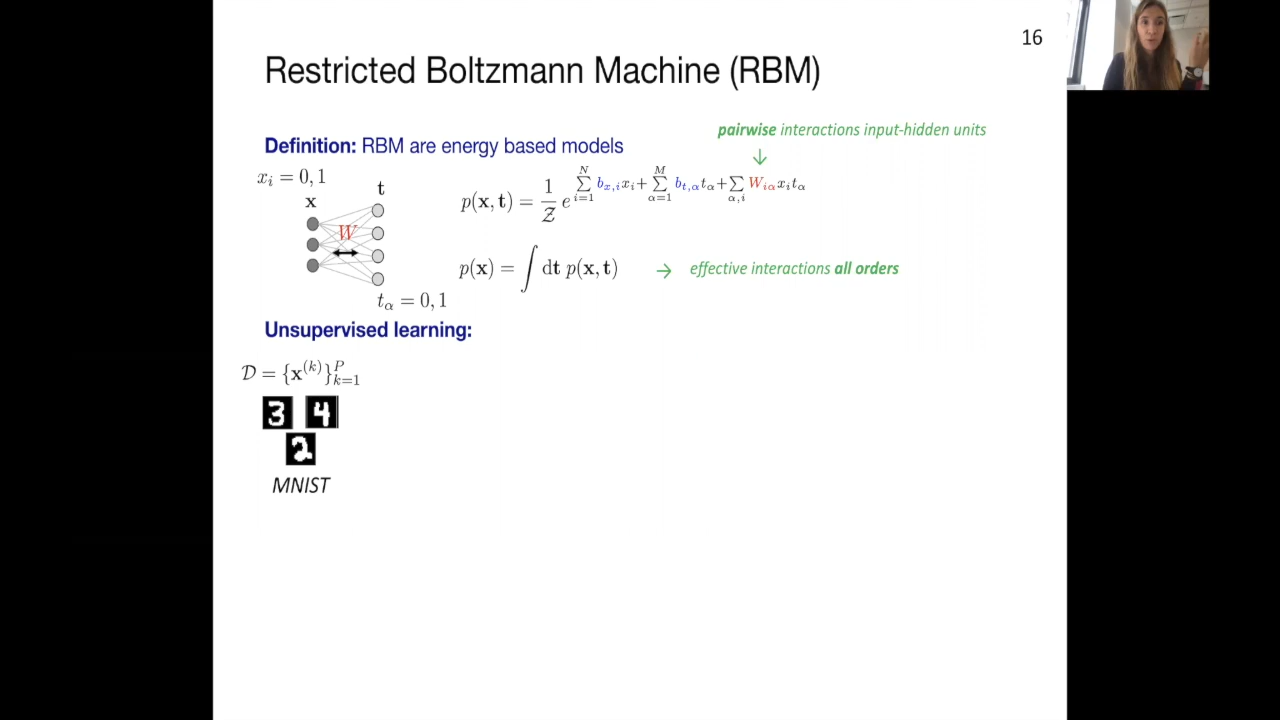 16
Restricted Boltzmann Machine (RBM)
pairwise interactions input-hidden units
↓
Definition: RBM are energy based models
x_i = 0, 1
x
t
W
t_α = 0, 1
p(x, t) = 1/𝒵 e^{∑_{i=1}^{N} b_{x,i} x_i + ∑_{α=1}^{M} b_{t,α} t_α + ∑_{α,i} W_{iα} x_i t_α}
p(x) = ∫ dt p(x, t) → effective interactions all orders
Unsupervised learning:
𝒟 = {x^{(k)}}_{k=1}^{P}
3 4
2
MNIST